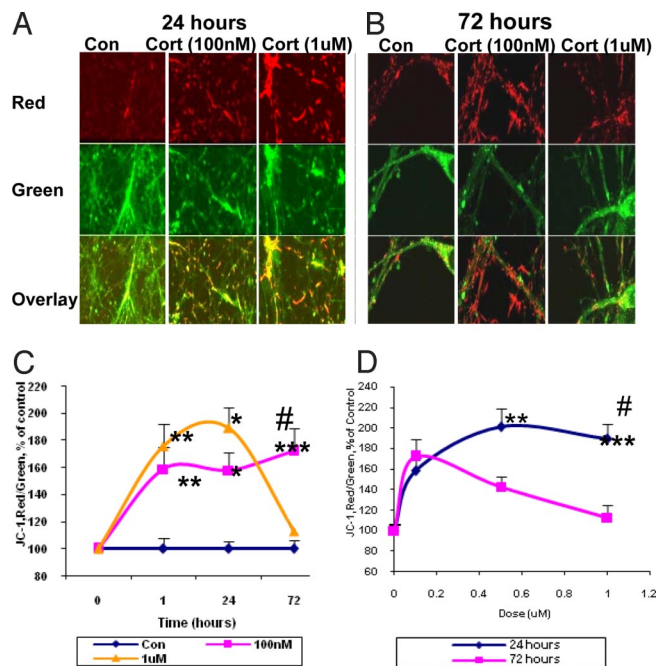 A
24 hours
Con
Cort (100nM)
Cort (1uM)
B
72 hours
Con
Cort (100nM)
Cort (1uM)
Red
Green
Overlay
C
JC-1,Red/Green,% of control
220
200
180
160
140
120
100
80
**
**
*
*
#
***
0
1
24
72
Time (hours)
Con
100nM
1uM
D
JC-1,Red/Green,% of Control
240
220
200
180
160
140
120
100
80
60
**
#
***
0
0.2
0.4
0.6
0.8
1
1.2
Dose (uM)
24 hours
72 hours